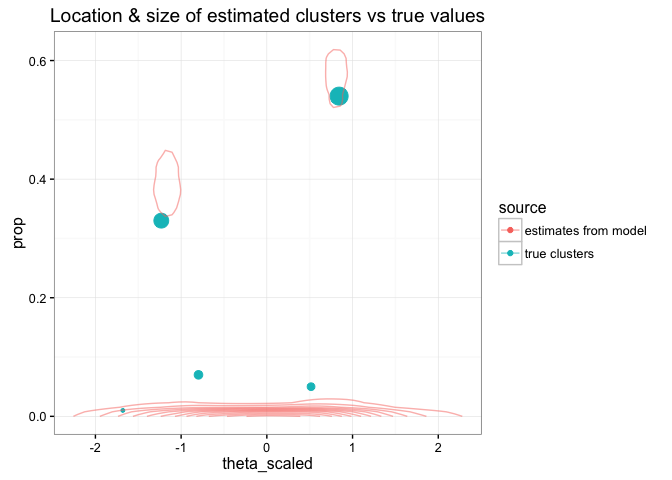 Location & size of estimated clusters vs true values
0.6
0.4
0.2
0.0
prop
-2 -1 0 1 2
theta_scaled
source
estimates from model
true clusters